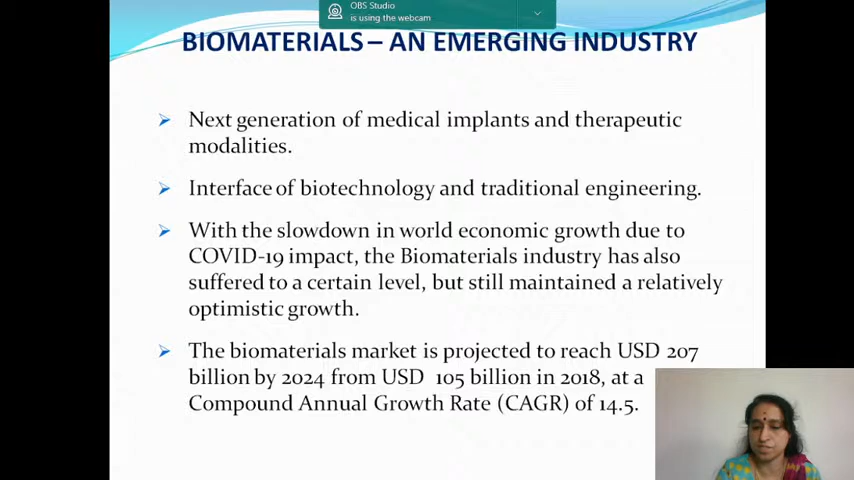 OBS Studio
is using the webcam
BIOMATERIALS – AN EMERGING INDUSTRY
Next generation of medical implants and therapeutic
modalities.
Interface of biotechnology and traditional engineering.
With the slowdown in world economic growth due to
COVID-19 impact, the Biomaterials industry has also
suffered to a certain level, but still maintained a relatively
optimistic growth.
The biomaterials market is projected to reach USD 207
billion by 2024 from USD 105 billion in 2018, at a
Compound Annual Growth Rate (CAGR) of 14.5.